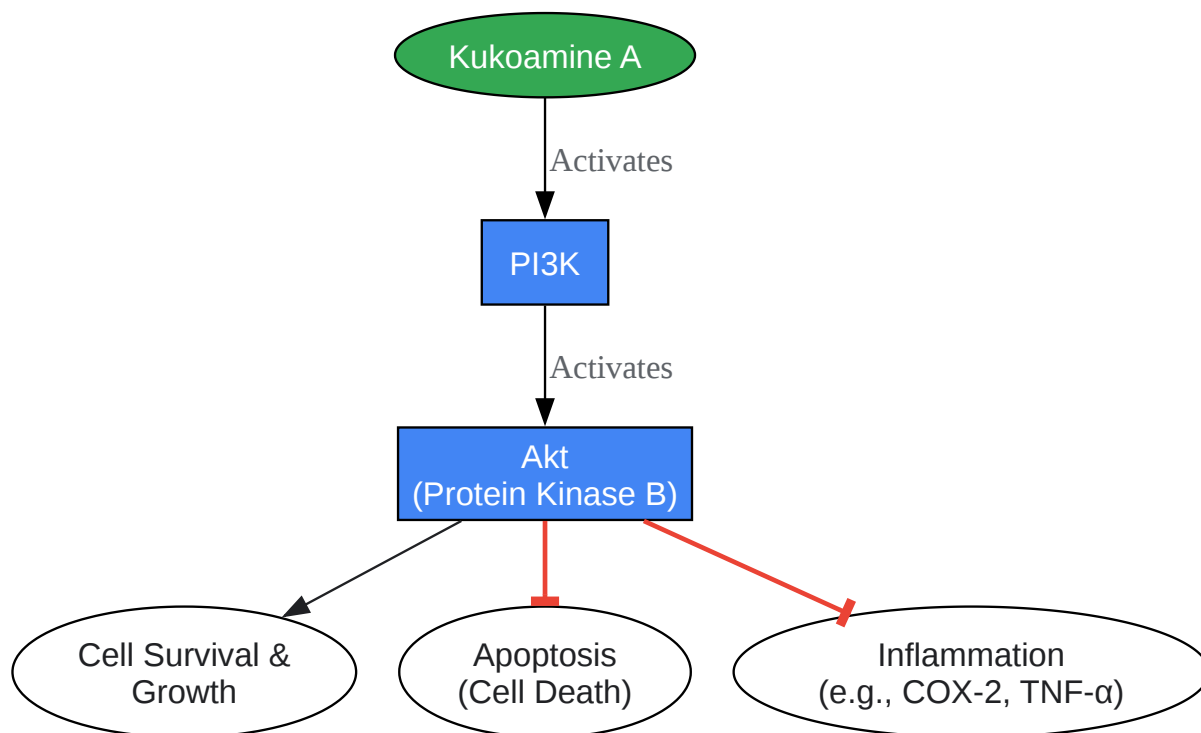 Kukoamine A
Activates
PI3K
Activates
Akt
(Protein Kinase B)
Cell Survival &
Growth
Apoptosis
(Cell Death)
Inflammation
(e.g., COX-2, TNF-α)